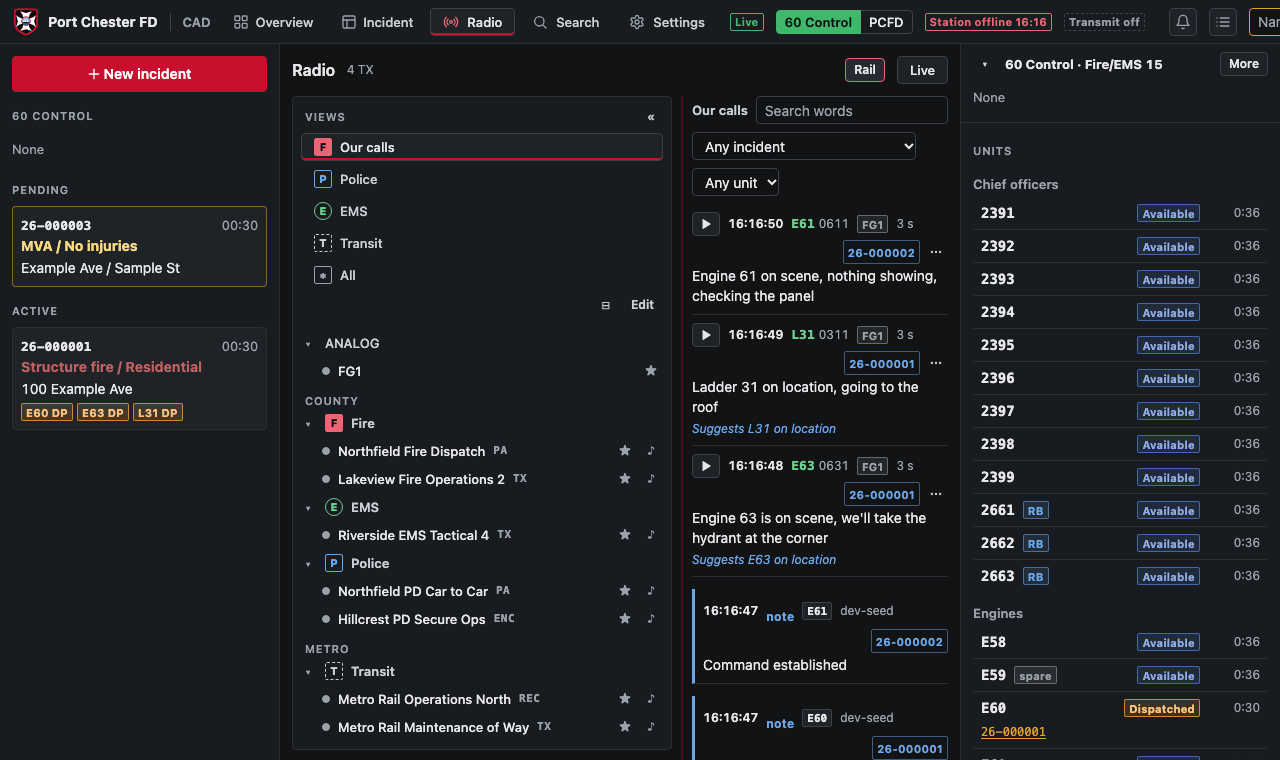 Port Chester FD
CAD
Overview
Incident
Radio
Search
Settings
Live
60 Control
PCFD
Station offline 16:16
Transmit off
+ New incident
60 CONTROL
None
PENDING
26-000003 00:30
MVA / No injuries
Example Ave / Sample St
ACTIVE
26-000001 00:30
Structure fire / Residential
100 Example Ave
E60 DP E63 DP L31 DP
Radio 4 TX
Rail
Live
VIEWS «
F Our calls
P Police
E EMS
T Transit
* All
Edit
ANALOG
FG1
COUNTY
F Fire
Northfield Fire Dispatch PA
Lakeview Fire Operations 2 TX
E EMS
Riverside EMS Tactical 4 TX
P Police
Northfield PD Car to Car PA
Hillcrest PD Secure Ops ENC
METRO
T Transit
Metro Rail Operations North REC
Metro Rail Maintenance of Way TX
Our calls Search words
Any incident
Any unit
16:16:50 E61 0611 FG1 3 s
26-000002 ...
Engine 61 on scene, nothing showing,
checking the panel
16:16:49 L31 0311 FG1 3 s
26-000001 ...
Ladder 31 on location, going to the
roof
Suggests L31 on location
16:16:48 E63 0631 FG1 3 s
26-000001 ...
Engine 63 is on scene, we'll take the
hydrant at the corner
Suggests E63 on location
16:16:47 note E61 dev-seed
26-000002
Command established
16:16:47 note E60 dev-seed
26-000001
60 Control · Fire/EMS 15
More
None
UNITS
Chief officers
2391 Available 0:36
2392 Available 0:36
2393 Available 0:36
2394 Available 0:36
2395 Available 0:36
2396 Available 0:36
2397 Available 0:36
2398 Available 0:36
2399 Available 0:36
2661 RB Available 0:36
2662 RB Available 0:36
2663 RB Available 0:36
Engines
E58 Available 0:36
E59 spare Available 0:36
E60 Dispatched 0:30
26-000001